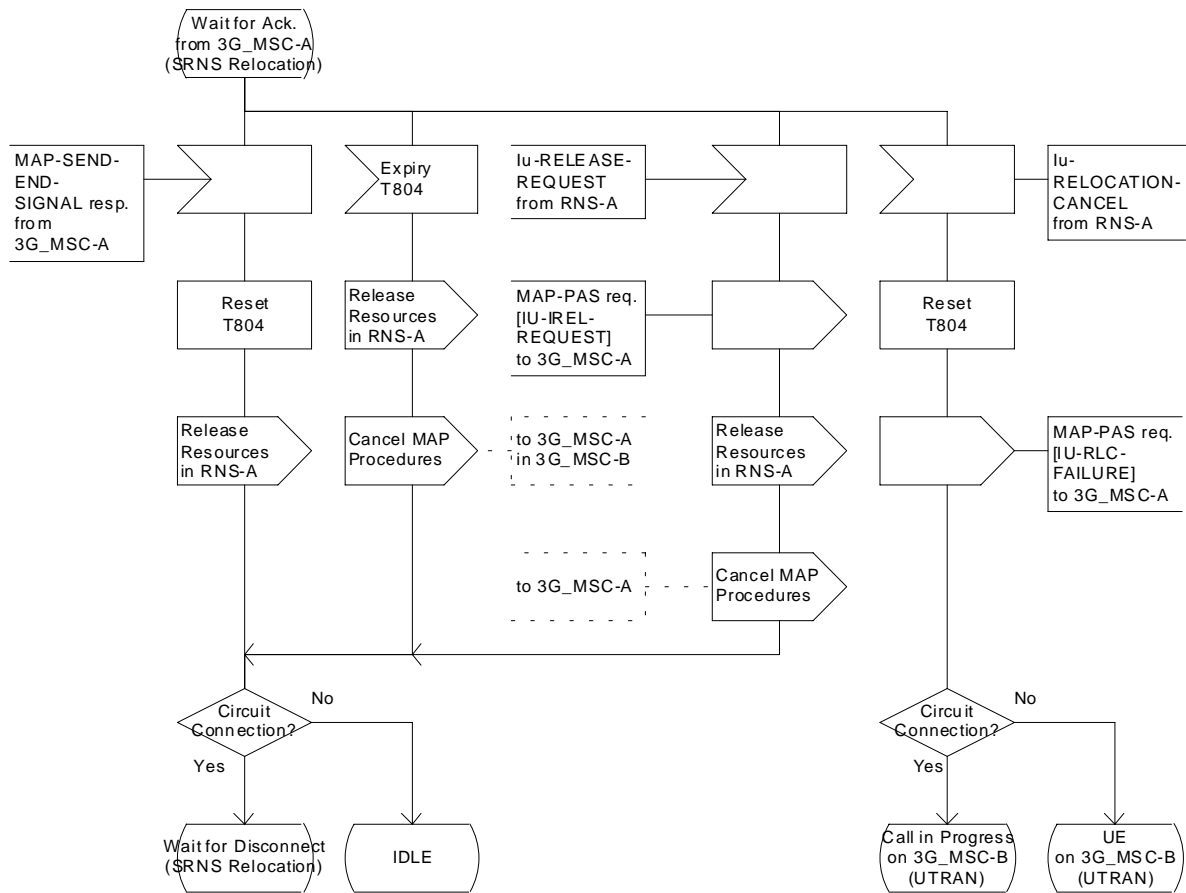 Wait for Ack.
from 3G_MSC-A
(SRNS Relocation)
MAP-SEND-
END-
SIGNAL resp.
from
3G_MSC-A
Expiry
T804
Iu-RELEASE-
REQUEST
from RNS-A
Iu-
RELOCATION-
CANCEL
from RNS-A
Reset
T804
Release
Resources
in RNS-A
MAP-PAS req.
[IU-IREL-
REQUEST]
to 3G_MSC-A
Reset
T804
Release
Resources
in RNS-A
Cancel MAP
Procedures
to 3G_MSC-A
in 3G_MSC-B
Release
Resources
in RNS-A
MAP-PAS req.
[IU-RLC-
FAILURE]
to 3G_MSC-A
to 3G_MSC-A
Cancel MAP
Procedures
Circuit
Connection?
No
Yes
Circuit
Connection?
No
Yes
Wait for Disconnect
(SRNS Relocation)
IDLE
Call in Progress
on 3G_MSC-B
(UTRAN)
UE
on 3G_MSC-B
(UTRAN)